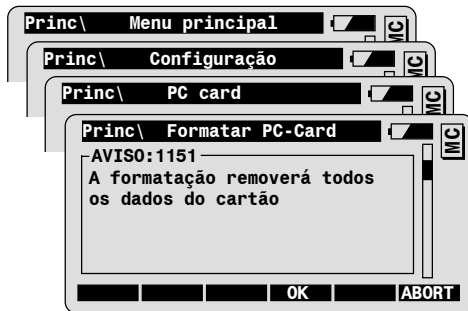 Princ\ Menu principal MC
Princ\ Configuração MC
Princ\ PC card MC
Princ\ Formatar PC-Card MC
AVISO:1151
A formatação removerá todos
os dados do cartão
OK ABORT